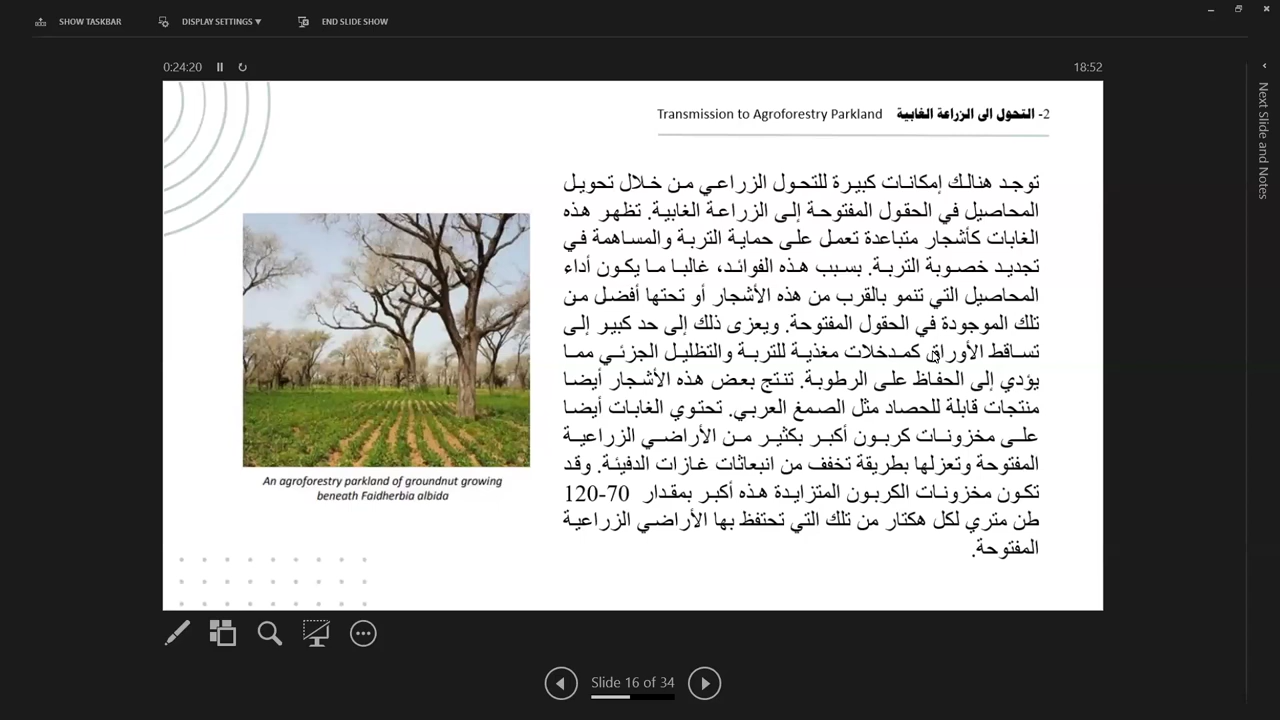 SHOW TASKBAR
DISPLAY SETTINGS ▼
END SLIDE SHOW
0:24:20
18:52
Next Slide and Notes
2- التحول الى الزراعة الغابية Transmission to Agroforestry Parkland
توجد هنالك إمكانات كبيرة للتحول الزراعي من خلال تحويل
المحاصيل في الحقول المفتوحة إلى الزراعة الغابية. تظهر هذه
الغابات كأشجار متباعدة تعمل على حماية التربة والمساهمة في
تجديد خصوبة التربة. بسبب هذه الفوائد، غالبا ما يكون أداء
المحاصيل التي تنمو بالقرب من هذه الأشجار أو تحتها أفضل من
تلك الموجودة في الحقول المفتوحة. ويعزى ذلك إلى حد كبير إلى
تساقط الأوراق كمدخلات مغذية للتربة والتظليل الجزئي مما
يؤدي إلى الحفاظ على الرطوبة. تنتج بعض هذه الأشجار أيضا
منتجات قابلة للحصاد مثل الصمغ العربي. تحتوي الغابات أيضا
على مخزونات كربون أكبر بكثير من الأراضي الزراعية
المفتوحة وتعزلها بطريقة تخفف من انبعاثات غازات الدفيئة. وقد
تكون مخزونات الكربون المتزايدة هذه أكبر بمقدار 70-120
طن متري لكل هكتار من تلك التي تحتفظ بها الأراضي الزراعية
المفتوحة.
An agroforestry parkland of groundnut growing
beneath Faidherbia albida
Slide 16 of 34